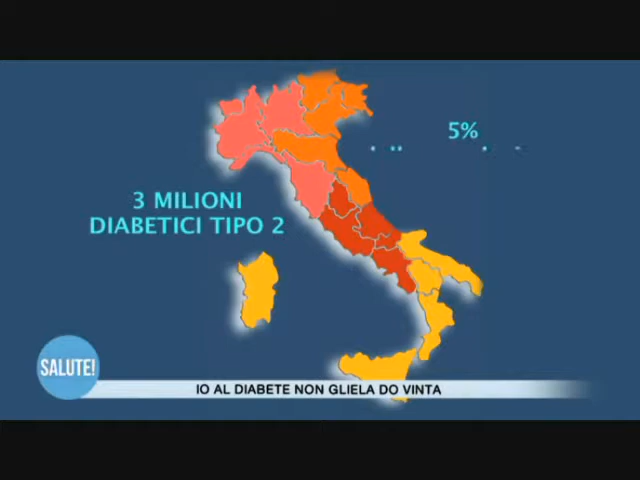 5%
3 MILIONI
DIABETICI TIPO 2
SALUTE!
IO AL DIABETE NON GLIELA DO VINTA